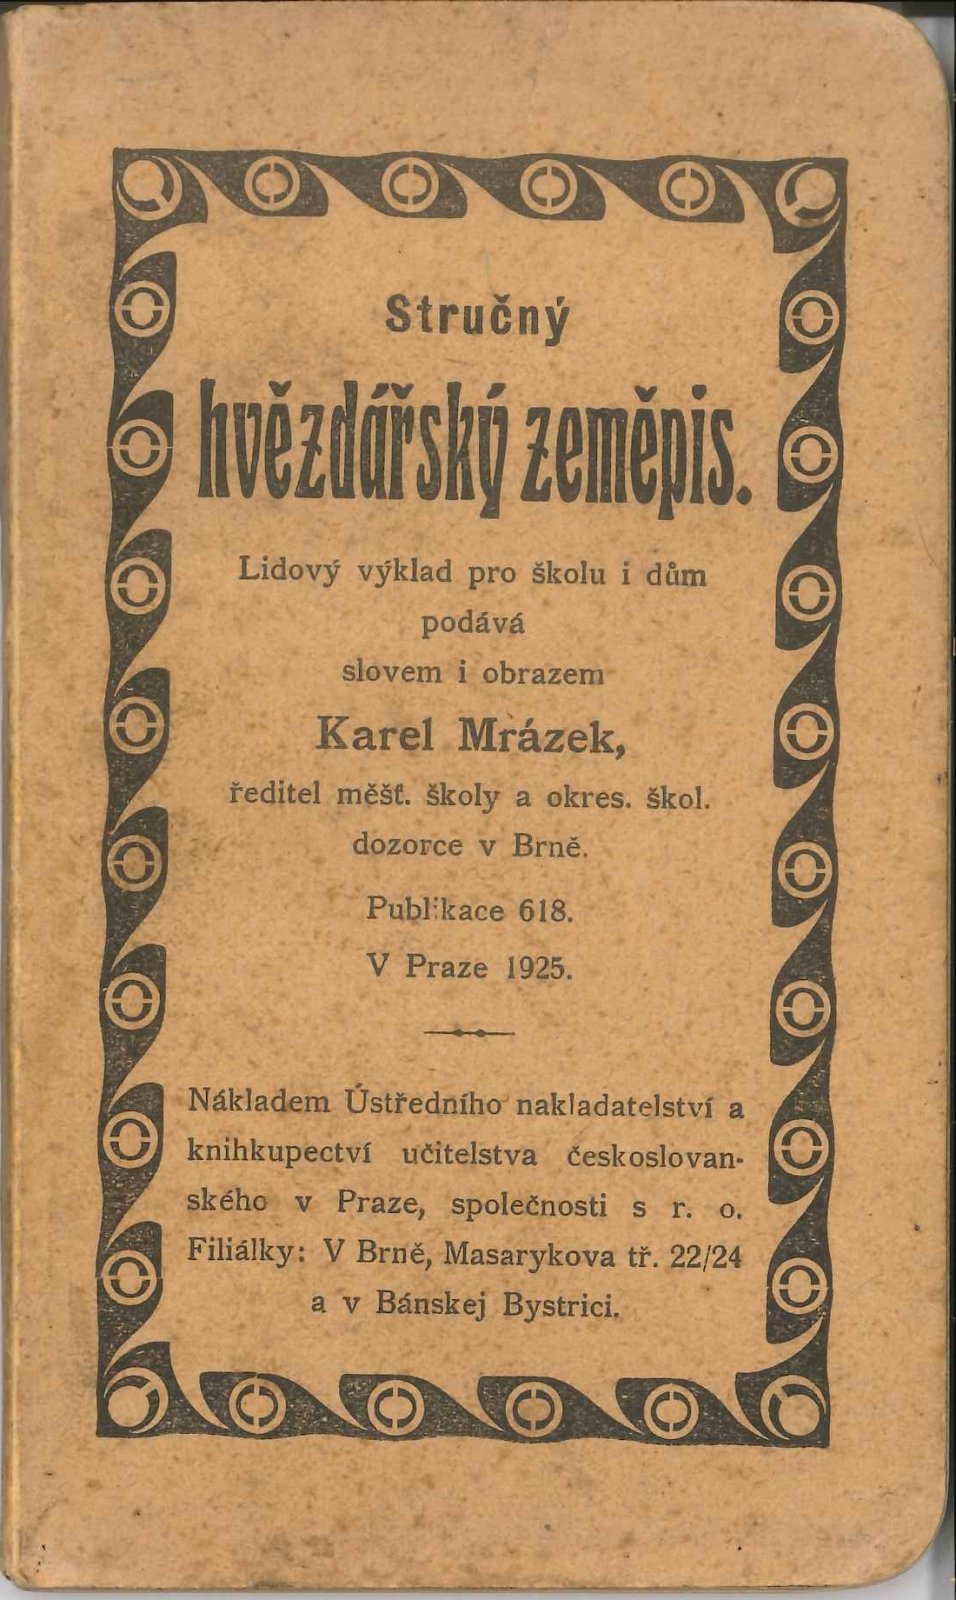 Stručný
hvězdářský zeměpis.
Lidový výklad pro školu i dům
podává
slovem i obrazem
Karel Mrázek,
ředitel měšť. školy a okres. škol.
dozorce v Brně.
Publikace 618.
V Praze 1925.
Nákladem Ústředního nakladatelství a
knihkupectví učitelstva českoslovan-
ského v Praze, společnosti s r. o.
Filiálky: V Brně, Masarykova tř. 22/24
a v Bánskej Bystrici.